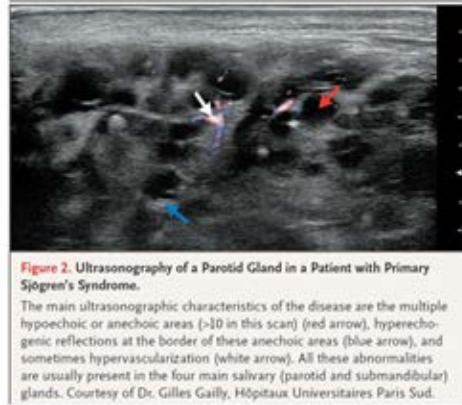 Figure 2. Ultrasonography of a Parotid Gland in a Patient with Primary
Sjögren's Syndrome.
The main ultrasonographic characteristics of the disease are the multiple
hypoechoic or anechoic areas (>10 in this scan) (red arrow), hyperecho-
genic reflections at the border of these anechoic areas (blue arrow), and
sometimes hypervascularization (white arrow). All these abnormalities
are usually present in the four main salivary (parotid and submandibular)
glands. Courtesy of Dr. Gilles Gailly, Hôpitaux Universitaires Paris Sud.